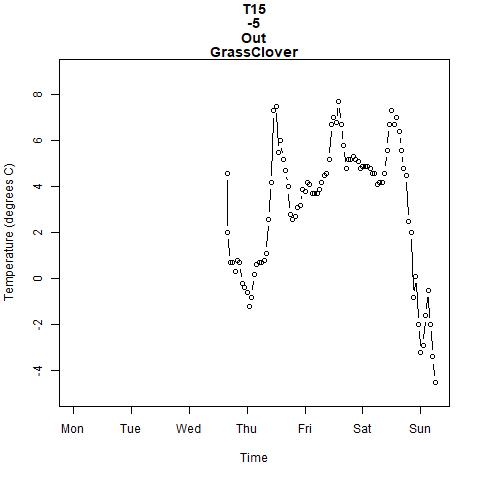 T15
-5
Out
GrassClover
Temperature (degrees C)
8
6
4
2
0
-2
-4
Mon Tue Wed Thu Fri Sat Sun
Time